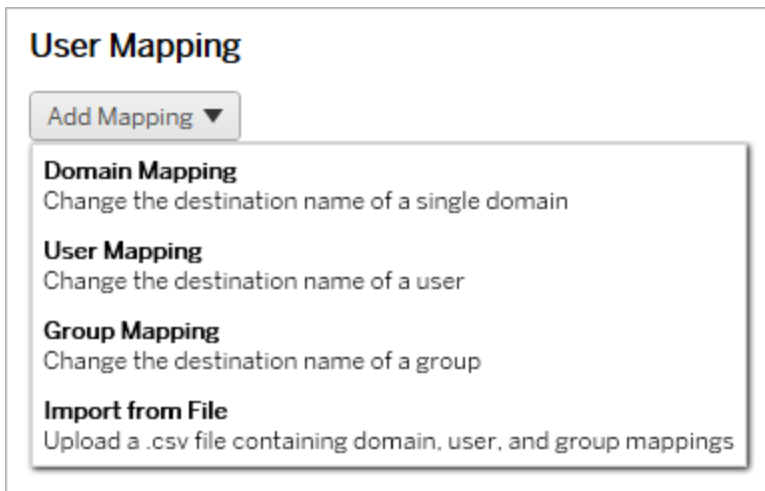 User Mapping
Add Mapping ▼
Domain Mapping
Change the destination name of a single domain
User Mapping
Change the destination name of a user
Group Mapping
Change the destination name of a group
Import from File
Upload a .csv file containing domain, user, and group mappings